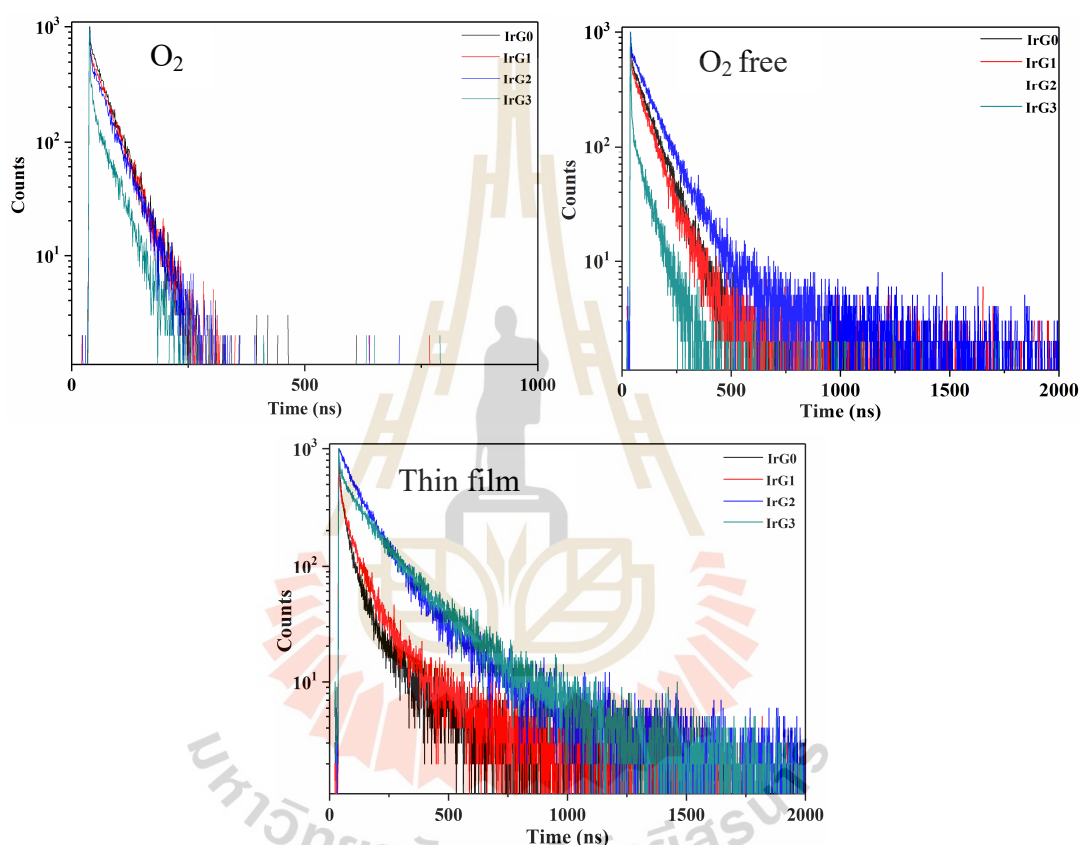 O2
IrG0
IrG1
IrG2
IrG3
10³
10²
10¹
Counts
0
500
1000
Time (ns)
O2 free
IrG0
IrG1
IrG2
IrG3
10³
10²
10¹
Counts
0
500
1000
1500
2000
Time (ns)
Thin film
IrG0
IrG1
IrG2
IrG3
10³
10²
10¹
Counts
0
500
1000
1500
2000
Time (ns)